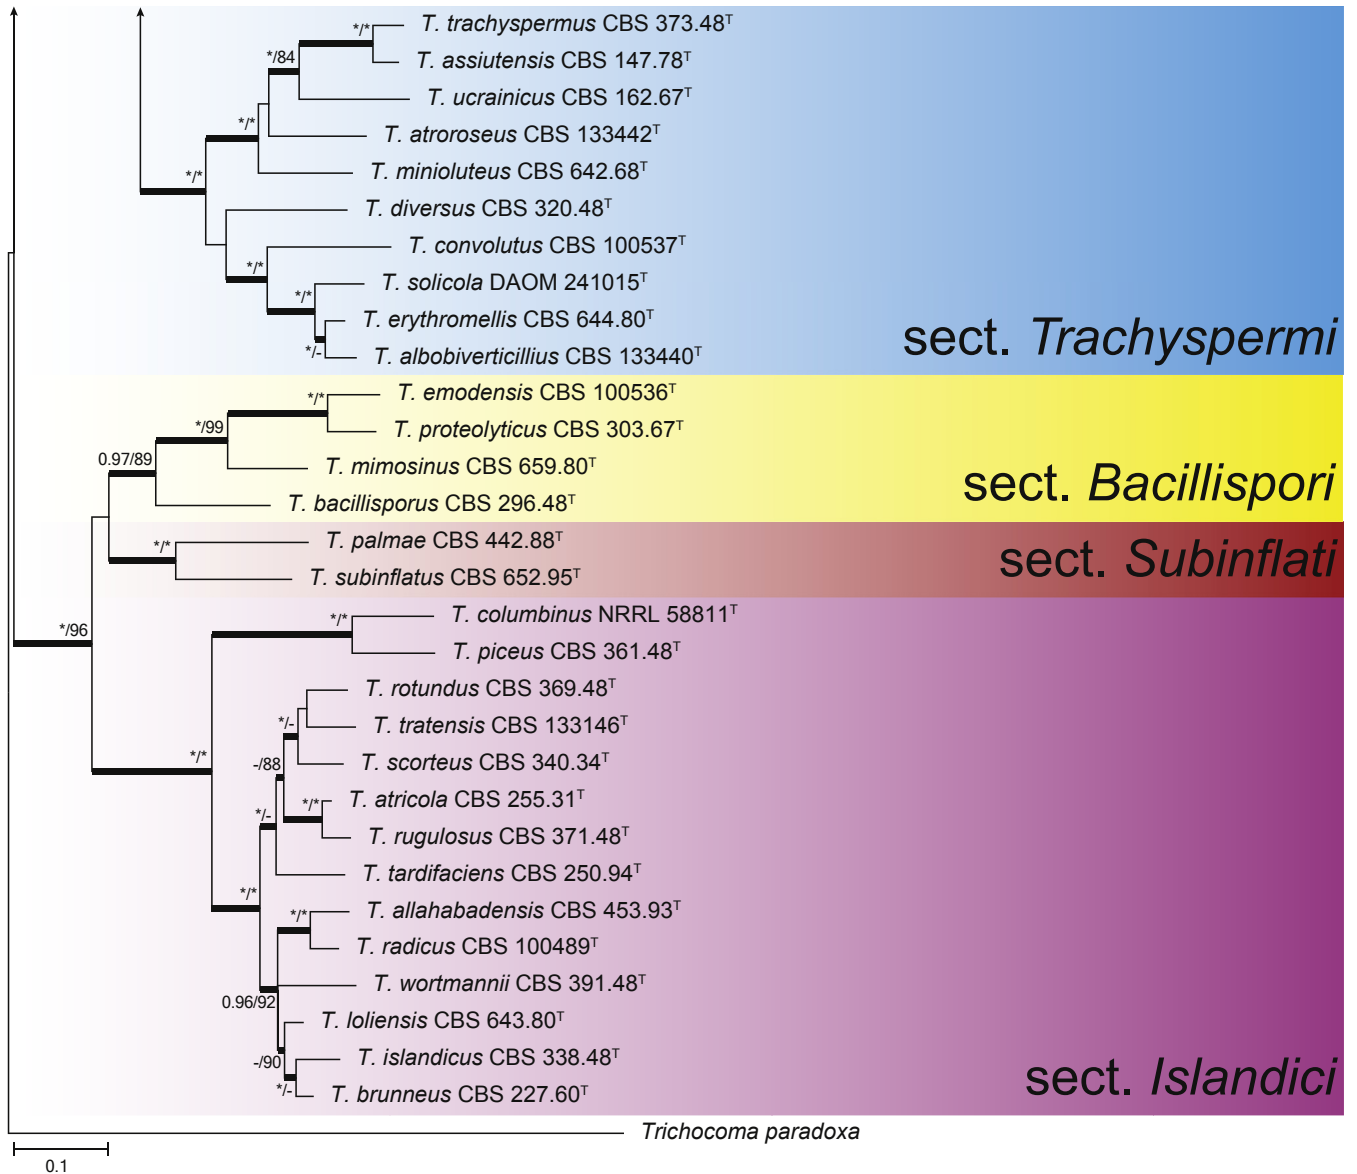 T. trachyspermus CBS 373.48ᵀ
*/*
*/84
T. assiutensis CBS 147.78ᵀ
T. ucrainicus CBS 162.67ᵀ
*/*
T. atroroseus CBS 133442ᵀ
T. minioluteus CBS 642.68ᵀ
*/*
T. diversus CBS 320.48ᵀ
T. convolutus CBS 100537ᵀ
*/*
T. solicola DAOM 241015ᵀ
*/*
T. erythromellis CBS 644.80ᵀ
*/-
T. albobiverticillius CBS 133440ᵀ
sect. Trachyspermi
T. emodensis CBS 100536ᵀ
*/*
T. proteolyticus CBS 303.67ᵀ
*/99
0.97/89
T. mimosinus CBS 659.80ᵀ
T. bacillisporus CBS 296.48ᵀ
sect. Bacillispori
T. palmae CBS 442.88ᵀ
*/*
T. subinflatus CBS 652.95ᵀ
sect. Subinflati
*/96
T. columbinus NRRL 58811ᵀ
*/*
T. piceus CBS 361.48ᵀ
T. rotundus CBS 369.48ᵀ
*/-
T. tratensis CBS 133146ᵀ
*/*
-/88
T. scorteus CBS 340.34ᵀ
T. atricola CBS 255.31ᵀ
*/*
*/-
T. rugulosus CBS 371.48ᵀ
T. tardifaciens CBS 250.94ᵀ
*/*
T. allahabadensis CBS 453.93ᵀ
*/*
T. radicus CBS 100489ᵀ
T. wortmannii CBS 391.48ᵀ
0.96/92
T. loliensis CBS 643.80ᵀ
-/90
T. islandicus CBS 338.48ᵀ
*/-
T. brunneus CBS 227.60ᵀ
sect. Islandici
Trichocoma paradoxa
0.1